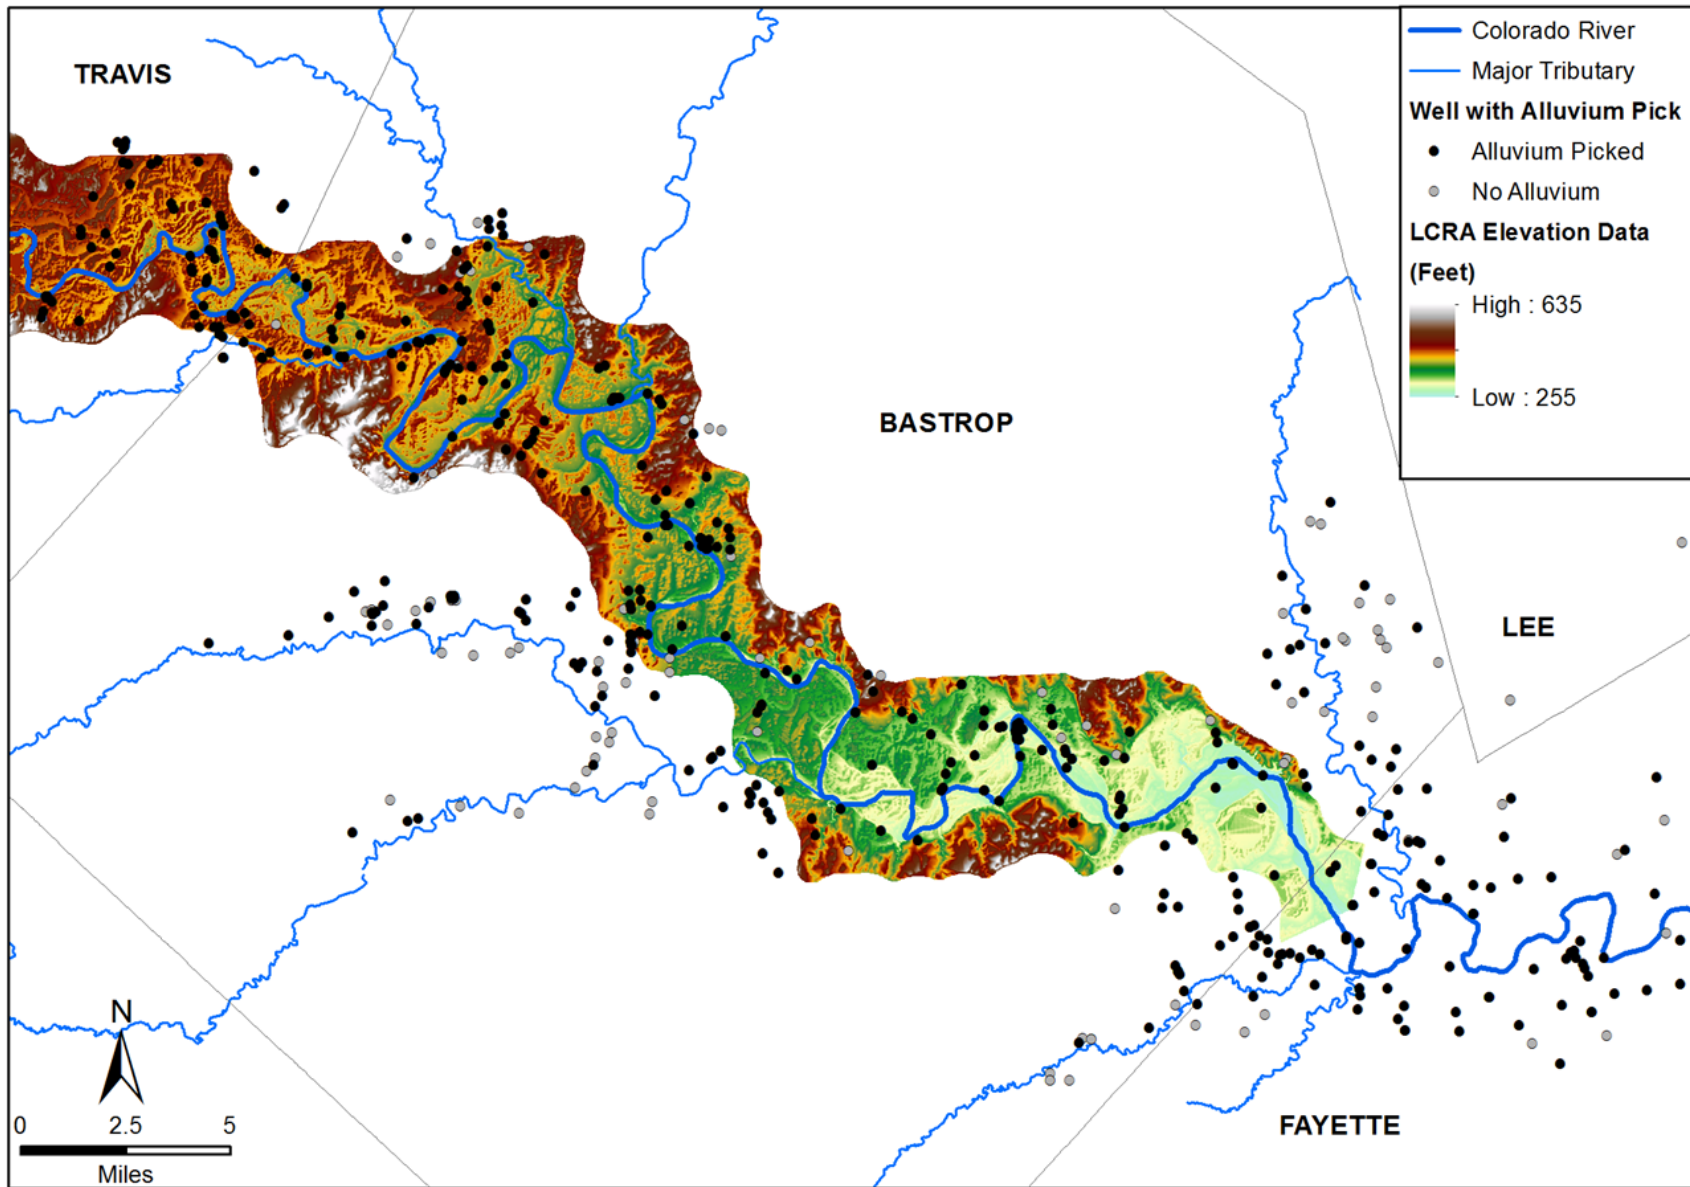 TRAVIS
BASTROP
LEE
FAYETTE
Colorado River
Major Tributary
Well with Alluvium Pick
Alluvium Picked
No Alluvium
LCRA Elevation Data
(Feet)
High : 635
Low : 255
N
0 2.5 5
Miles